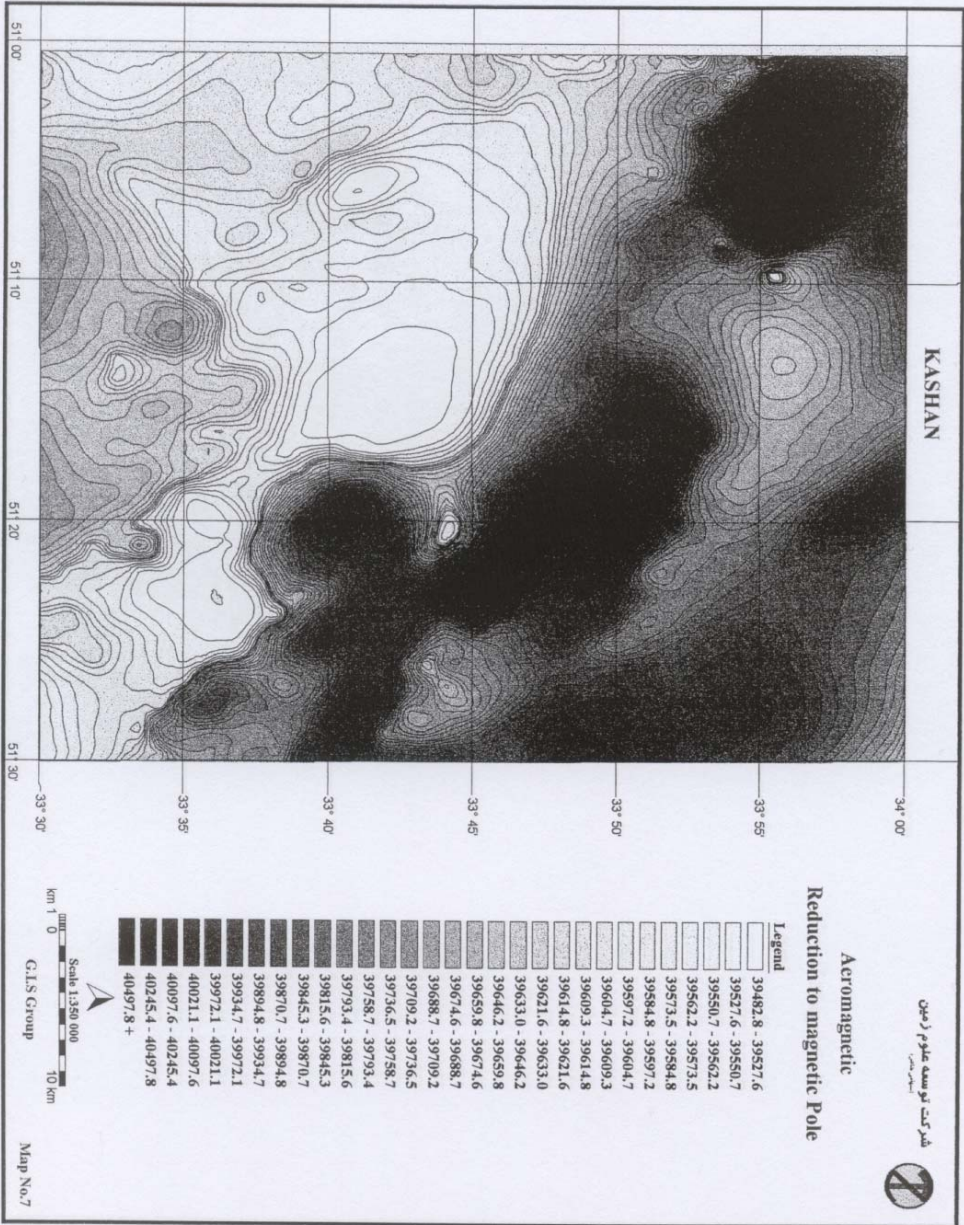 KASHAN
51° 00'
51° 10'
51° 20'
51° 30'
34° 00'
33° 55'
33° 50'
33° 45'
33° 40'
33° 35'
33° 30'
شرکت توسعه علوم زمین
Aeromagnetic
Reduction to magnetic Pole
Legend
39482.8 - 39527.6
39527.6 - 39550.7
39550.7 - 39562.2
39562.2 - 39573.5
39573.5 - 39584.8
39584.8 - 39597.2
39597.2 - 39604.7
39604.7 - 39609.3
39609.3 - 39614.8
39614.8 - 39621.6
39621.6 - 39633.0
39633.0 - 39646.2
39646.2 - 39659.8
39659.8 - 39674.6
39674.6 - 39688.7
39688.7 - 39709.2
39709.2 - 39736.5
39736.5 - 39758.7
39758.7 - 39793.4
39793.4 - 39815.6
39815.6 - 39845.3
39845.3 - 39870.7
39870.7 - 39894.8
39894.8 - 39934.7
39934.7 - 39972.1
39972.1 - 40021.1
40021.1 - 40097.6
40097.6 - 40245.4
40245.4 - 40497.8
40497.8 +
Scale 1:350 000
km 1 0 10 km
G.I.S Group
Map No.7